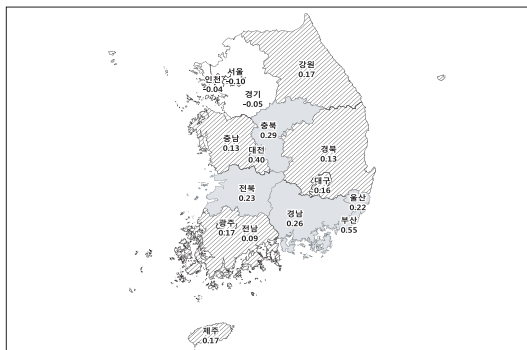 강원
0.17
서울
-0.10
인천
-0.04
경기
-0.05
충북
0.29
충남
0.13
대전
0.40
경북
0.13
대구
0.16
전북
0.23
울산
0.22
경남
0.26
부산
0.55
광주
0.17
전남
0.09
제주
0.17